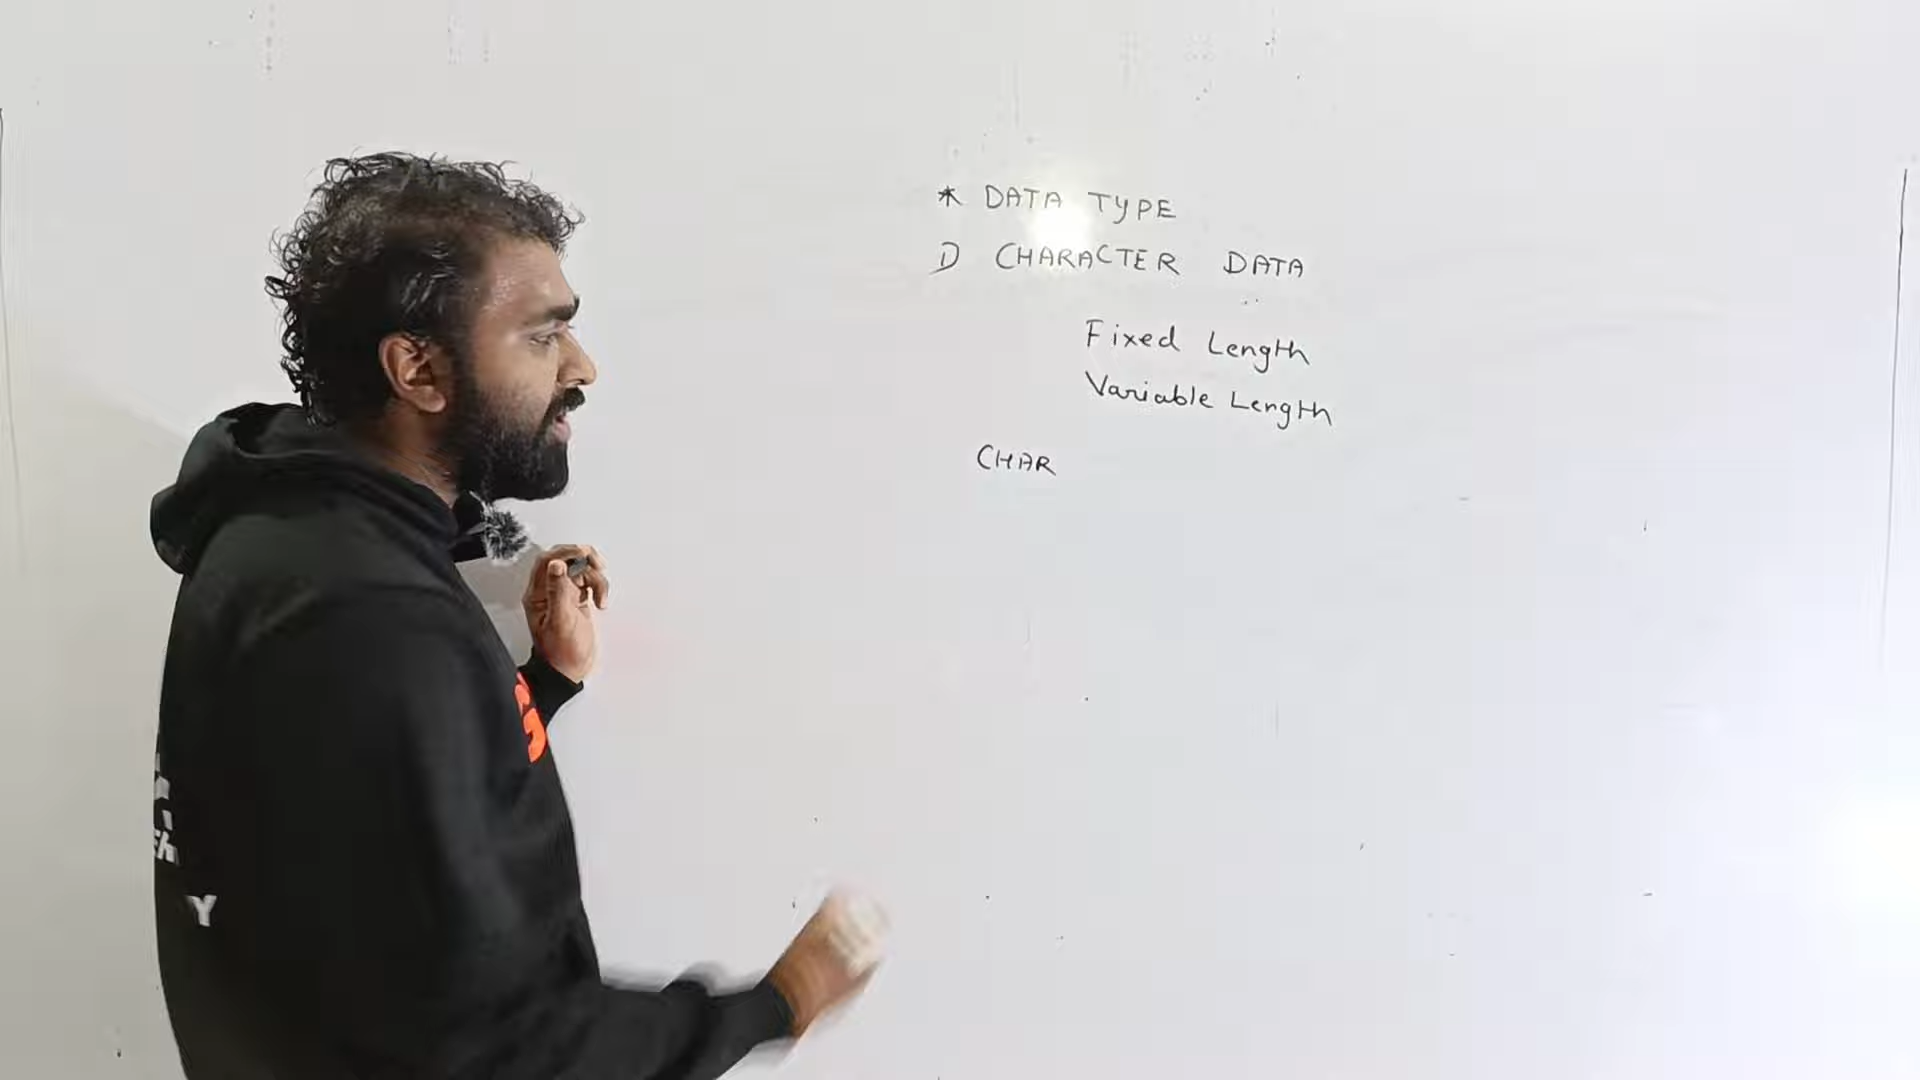 * DATA TYPE
1) CHARACTER DATA
Fixed Length
Variable Length
CHAR
Y